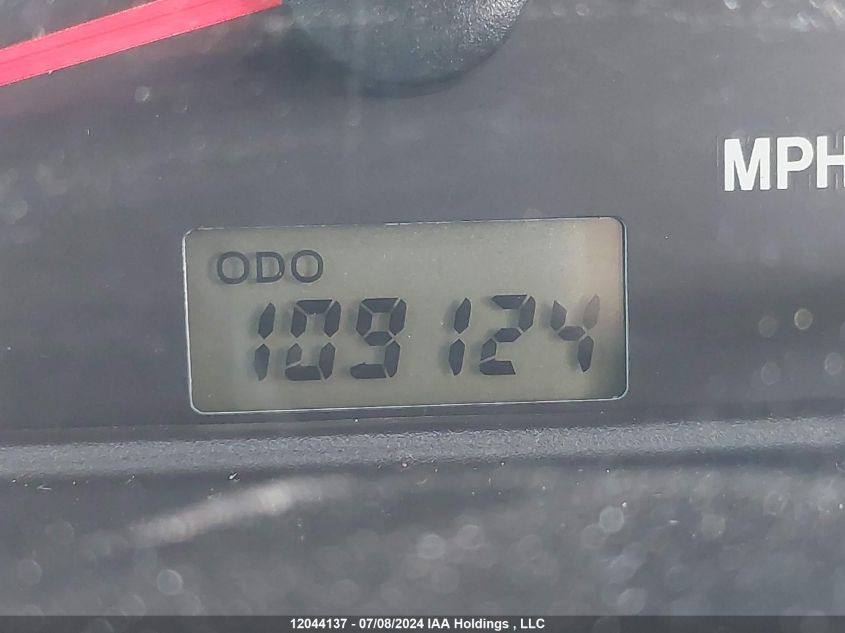 MPH
ODO
109124
12044137 - 07/08/2024 IAA Holdings , LLC